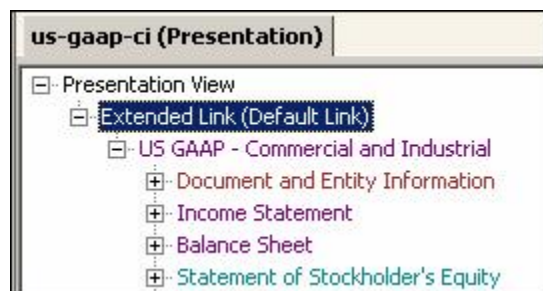 us-gaap-ci (Presentation)
Presentation View
Extended Link (Default Link)
US GAAP - Commercial and Industrial
Document and Entity Information
Income Statement
Balance Sheet
Statement of Stockholder's Equity